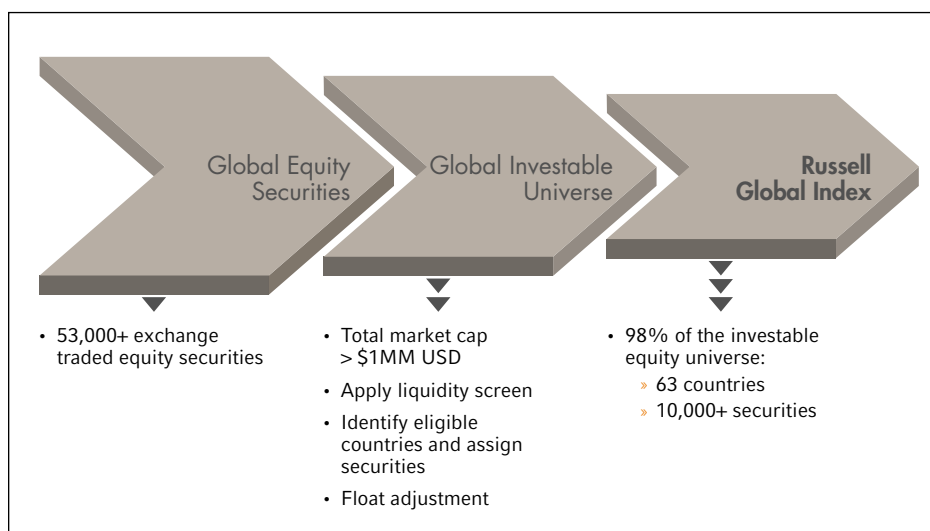 Global Equity
Securities
Global Investable
Universe
Russell
Global Index
• 53,000+ exchange
traded equity securities
• Total market cap
> $1MM USD
• Apply liquidity screen
• Identify eligible
countries and assign
securities
• Float adjustment
• 98% of the investable
equity universe:
» 63 countries
» 10,000+ securities